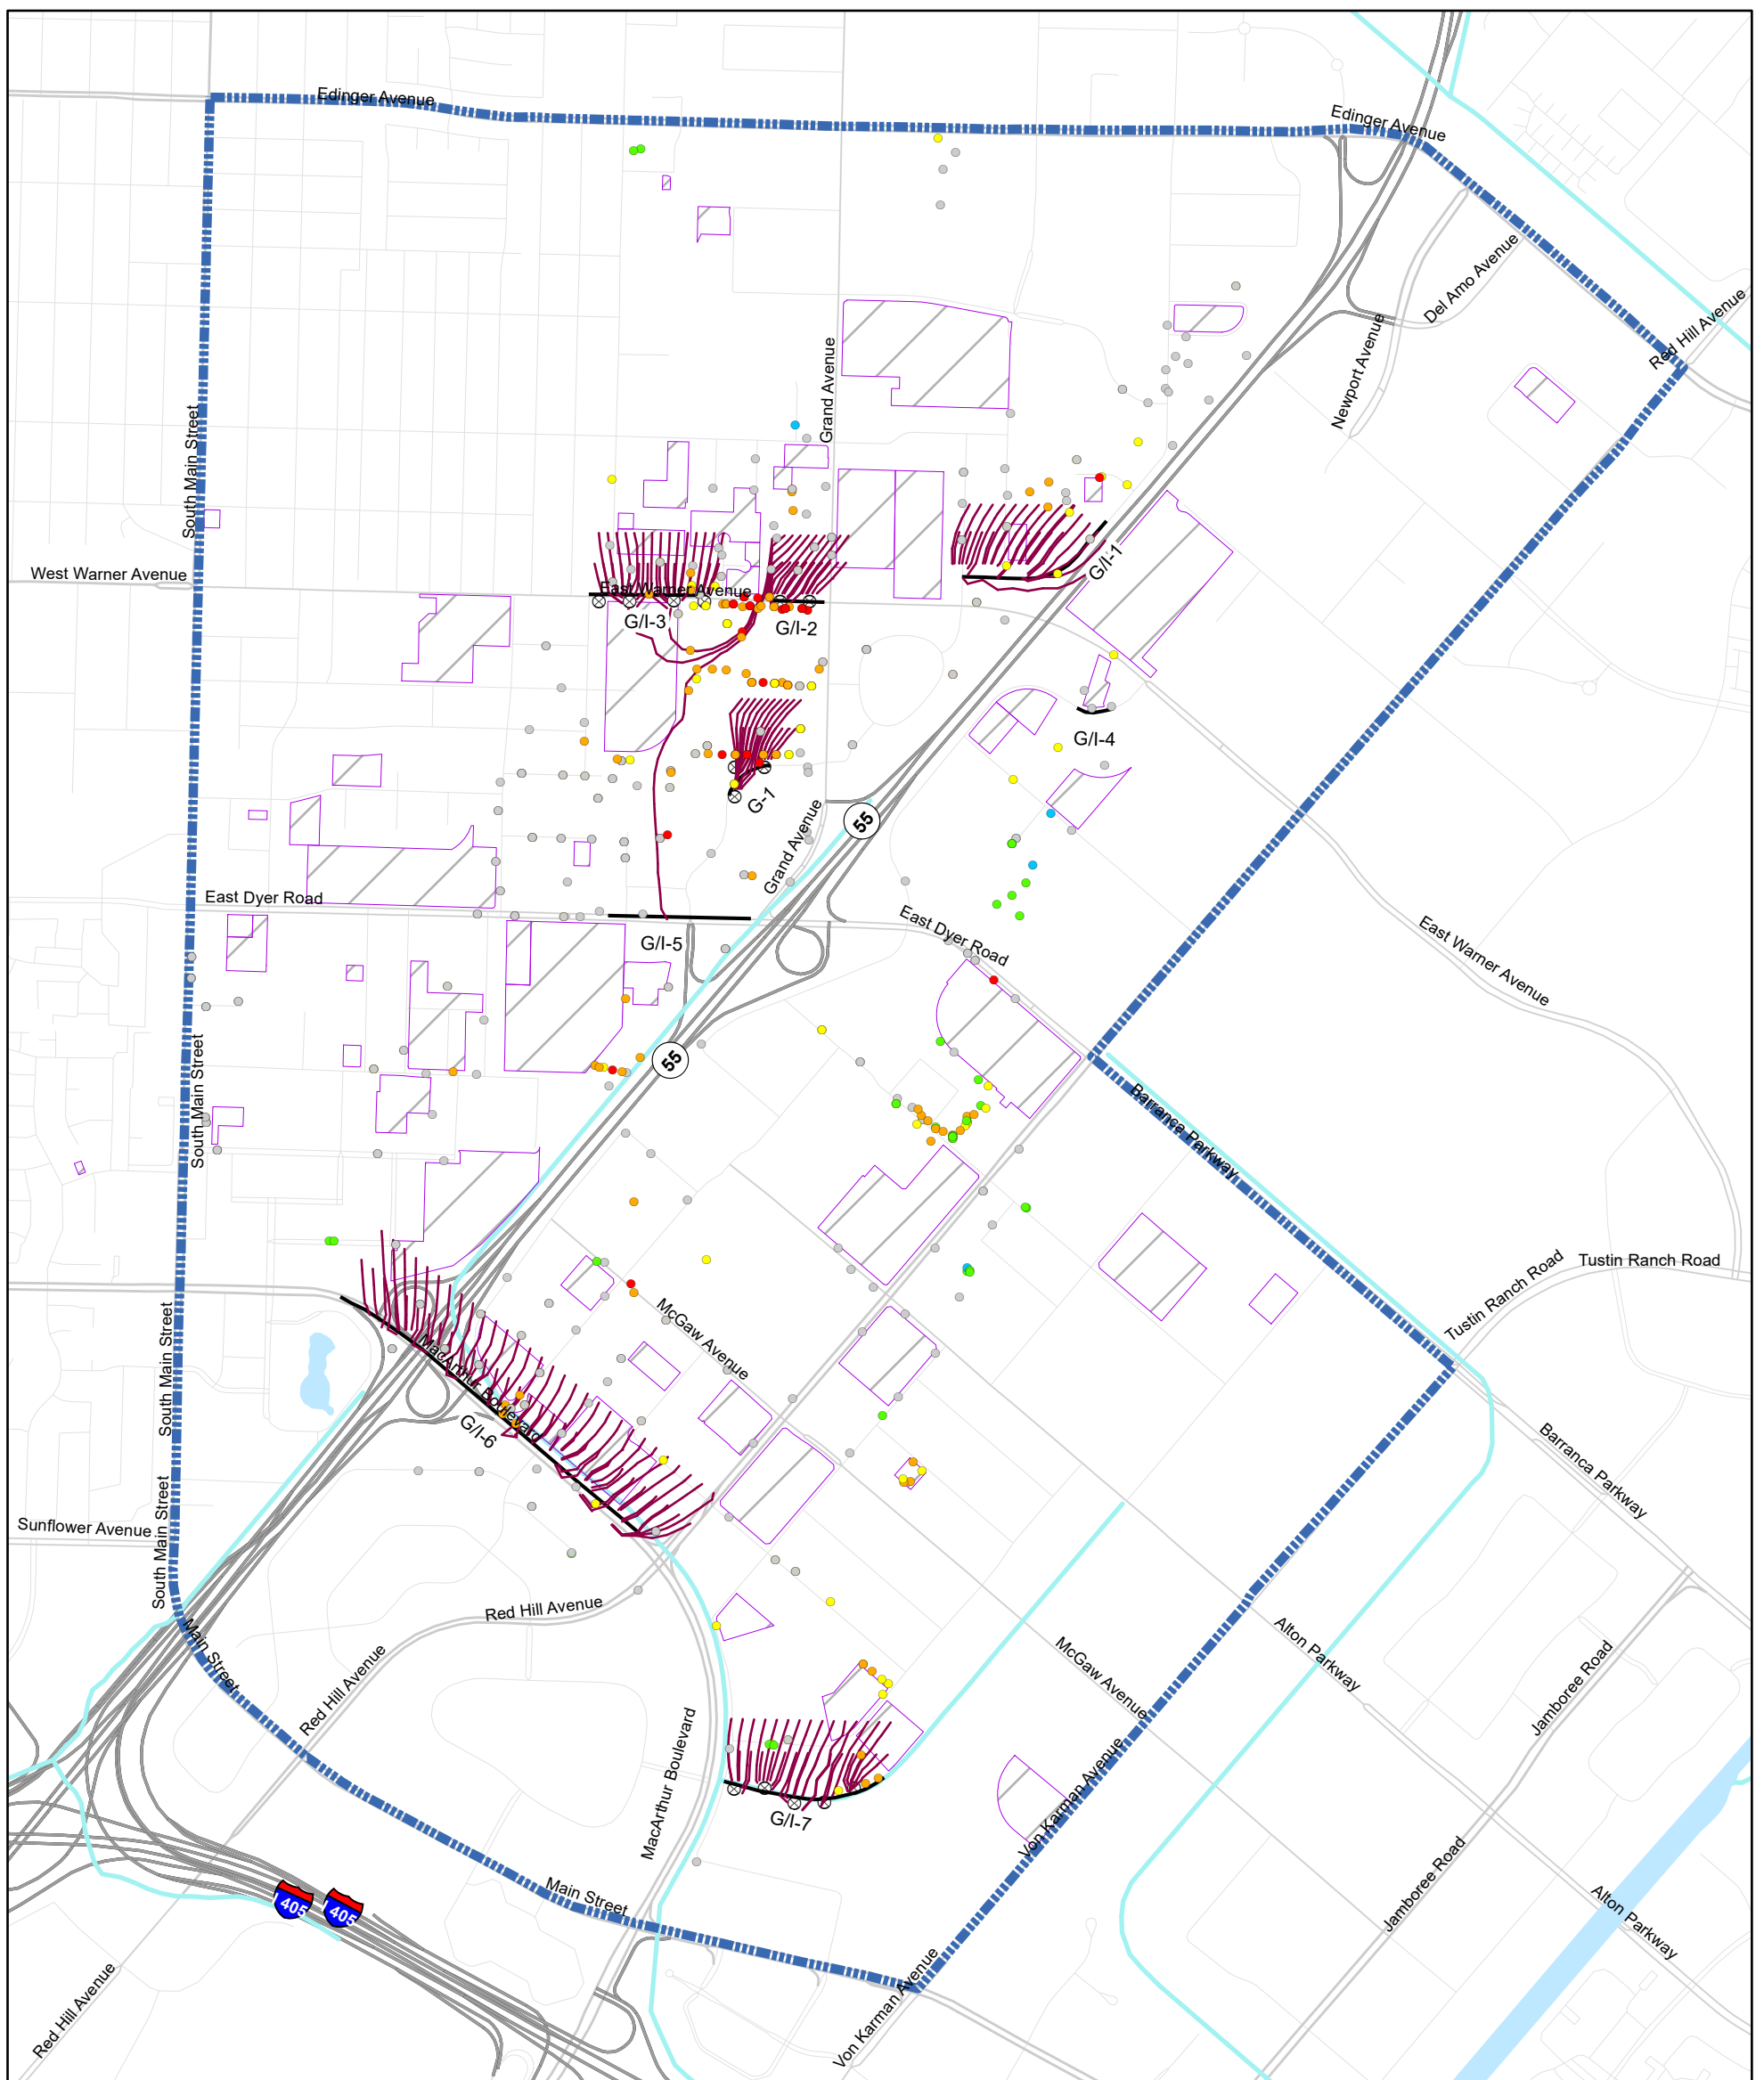 Edinger Avenue
Edinger Avenue
Del Amo Avenue
Red Hill Avenue
Newport Avenue
Grand Avenue
South Main Street
West Warner Avenue
East Warner Avenue
G/I-1
G/I-3
G/I-2
G/I-4
G-1
55
Grand Avenue
East Dyer Road
East Dyer Road
G/I-5
East Warner Avenue
55
South Main Street
Barranca Parkway
Tustin Ranch Road
Tustin Ranch Road
McGaw Avenue
South Main Street
MacArthur Boulevard
G/I-6
Barranca Parkway
South Main Street
Sunflower Avenue
Red Hill Avenue
Main Street
Red Hill Avenue
Alton Parkway
McGaw Avenue
Jamboree Road
MacArthur Boulevard
G/I-7
Von Karman Avenue
Jamboree Road
Main Street
405
405
Alton Parkway
Red Hill Avenue
Von Karman Avenue